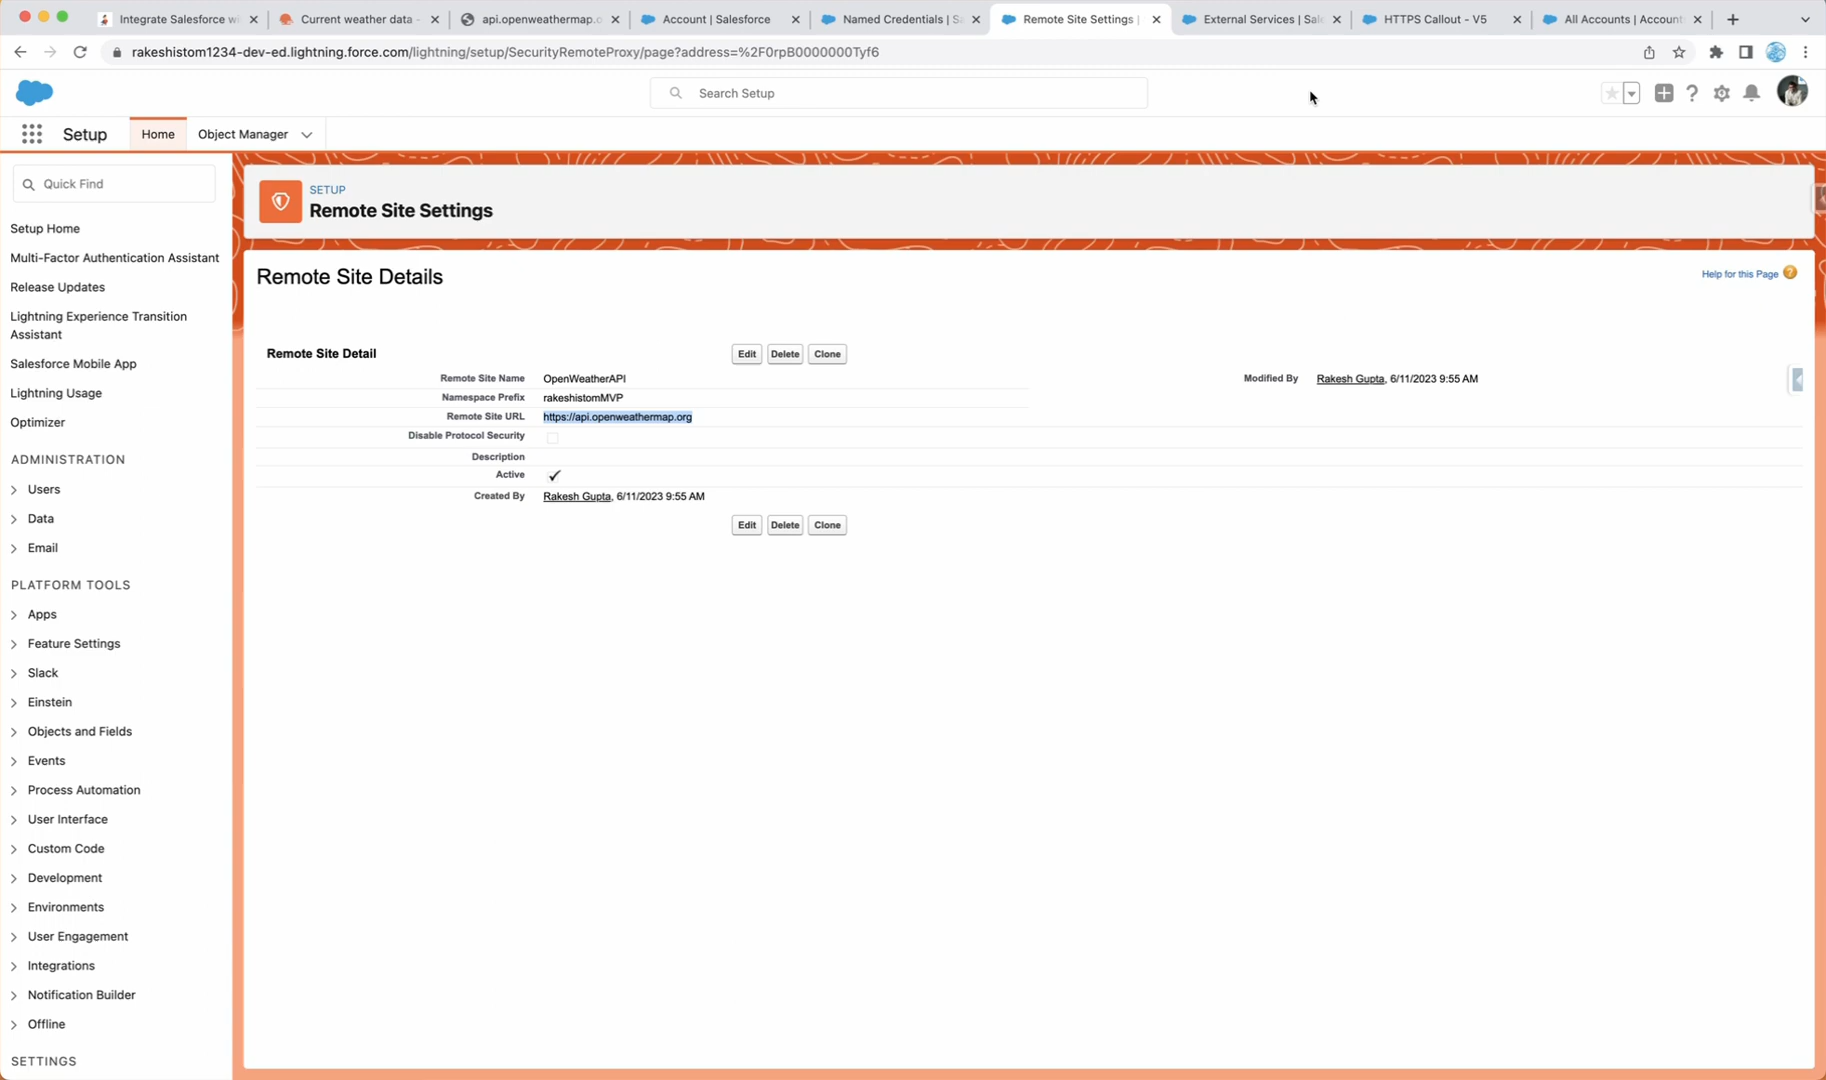 Integrate Salesforce wi
Current weather data -
api.openweathermap.o
Account | Salesforce
Named Credentials | Sa
Remote Site Settings |
External Services | Sale
HTTPS Callout - V5
All Accounts | Account
rakeshistom1234-dev-ed.lightning.force.com/lightning/setup/SecurityRemoteProxy/page?address=%2F0rpB0000000Tyf6
Search Setup
Setup
Home
Object Manager
Quick Find
Setup Home
Multi-Factor Authentication Assistant
Release Updates
Lightning Experience Transition
Assistant
Salesforce Mobile App
Lightning Usage
Optimizer
ADMINISTRATION
Users
Data
Email
PLATFORM TOOLS
Apps
Feature Settings
Slack
Einstein
Objects and Fields
Events
Process Automation
User Interface
Custom Code
Development
Environments
User Engagement
Integrations
Notification Builder
Offline
SETTINGS
SETUP
Remote Site Settings
Remote Site Details
Help for this Page ?
Remote Site Detail
Edit Delete Clone
Remote Site Name OpenWeatherAPI
Modified By Rakesh Gupta, 6/11/2023 9:55 AM
Namespace Prefix rakeshistomMVP
Remote Site URL https://api.openweathermap.org
Disable Protocol Security
Description
Active ✓
Created By Rakesh Gupta, 6/11/2023 9:55 AM
Edit Delete Clone